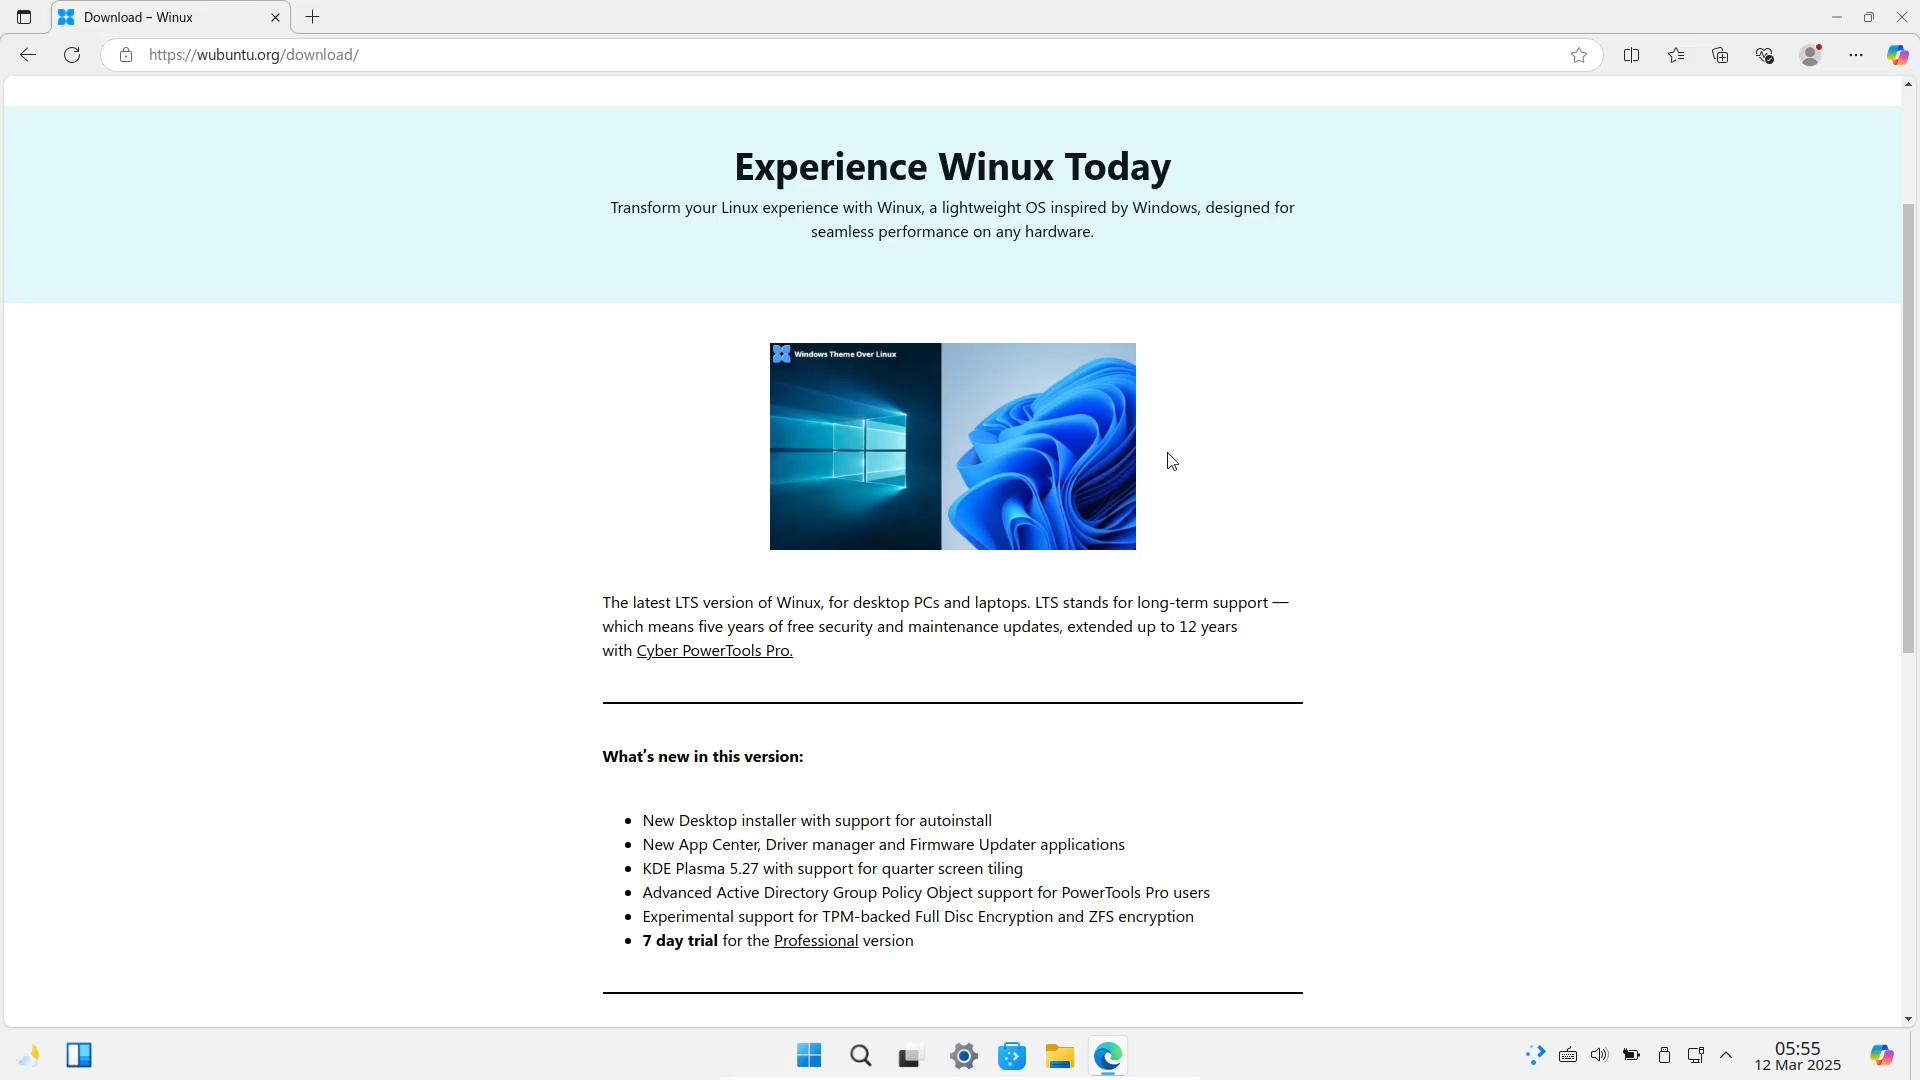 Download – Winux
https://wubuntu.org/download/
Experience Winux Today
Transform your Linux experience with Winux, a lightweight OS inspired by Windows, designed for
seamless performance on any hardware.
Windows Theme Over Linux
The latest LTS version of Winux, for desktop PCs and laptops. LTS stands for long-term support —
which means five years of free security and maintenance updates, extended up to 12 years
with Cyber PowerTools Pro.
What's new in this version:
New Desktop installer with support for autoinstall
New App Center, Driver manager and Firmware Updater applications
KDE Plasma 5.27 with support for quarter screen tiling
Advanced Active Directory Group Policy Object support for PowerTools Pro users
Experimental support for TPM-backed Full Disc Encryption and ZFS encryption
7 day trial for the Professional version
05:55
12 Mar 2025